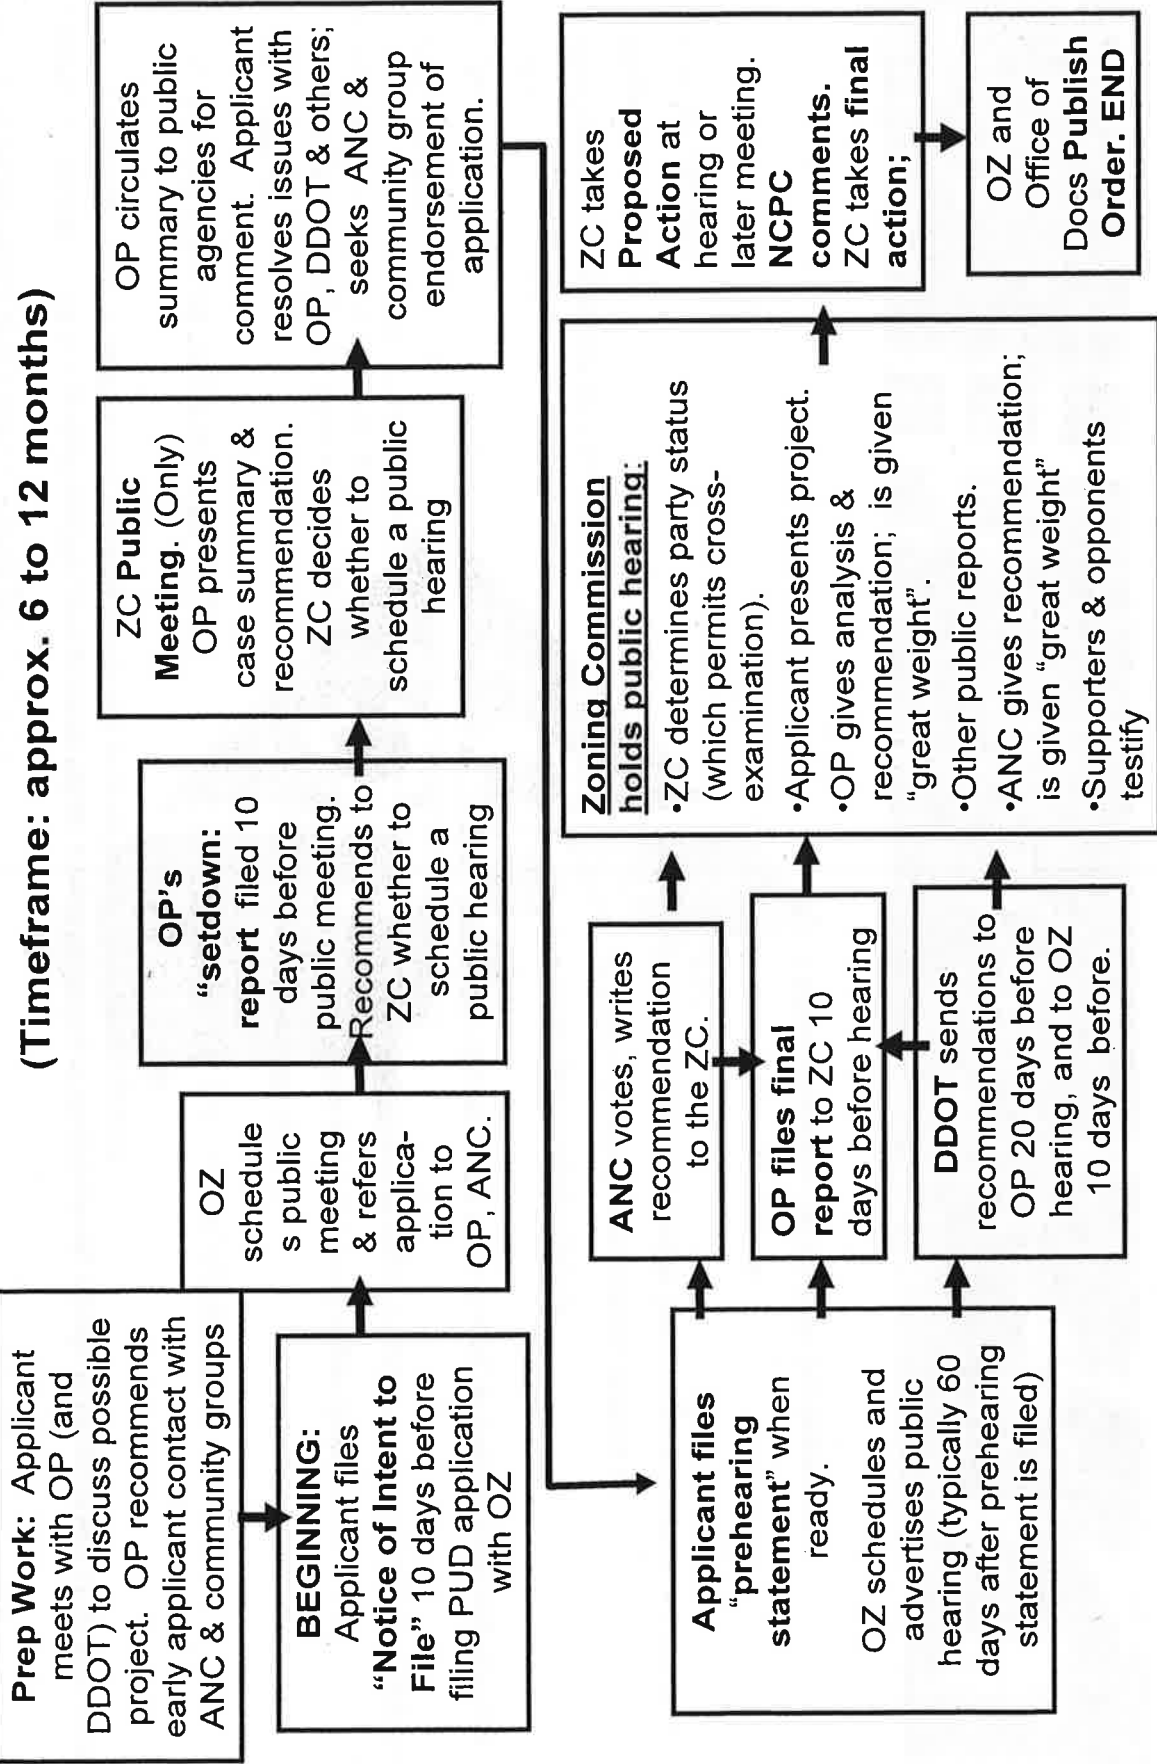 (Timeframe: approx. 6 to 12 months)
Prep Work: Applicant
meets with OP (and
DDOT) to discuss possible
project. OP recommends
early applicant contact with
ANC & community groups
BEGINNING:
Applicant files
“Notice of Intent to
File” 10 days before
filing PUD application
with OZ
OZ
schedule
s public
meeting
& refers
applica-
tion to
OP, ANC.
OP’s
“setdown:
report filed 10
days before
public meeting.
Recommends to
ZC whether to
schedule a
public hearing
ZC Public
Meeting. (Only)
OP presents
case summary &
recommendation.
ZC decides
whether to
schedule a public
hearing
OP circulates
summary to public
agencies for
comment. Applicant
resolves issues with
OP, DDOT & others;
seeks ANC &
community group
endorsement of
application.
Applicant files
“prehearing
statement” when
ready.
OZ schedules and
advertises public
hearing (typically 60
days after prehearing
statement is filed)
ANC votes, writes
recommendation
to the ZC.
OP files final
report to ZC 10
days before hearing
DDOT sends
recommendations to
OP 20 days before
hearing, and to OZ
10 days before.
Zoning Commission
holds public hearing:
•ZC determines party status
(which permits cross-
examination).
•Applicant presents project.
•OP gives analysis &
recommendation; is given
“great weight”.
•Other public reports.
•ANC gives recommendation;
is given “great weight”
•Supporters & opponents
testify
ZC takes
Proposed
Action at
hearing or
later meeting.
NCPC
comments.
ZC takes final
action;
OZ and
Office of
Docs Publish
Order. END